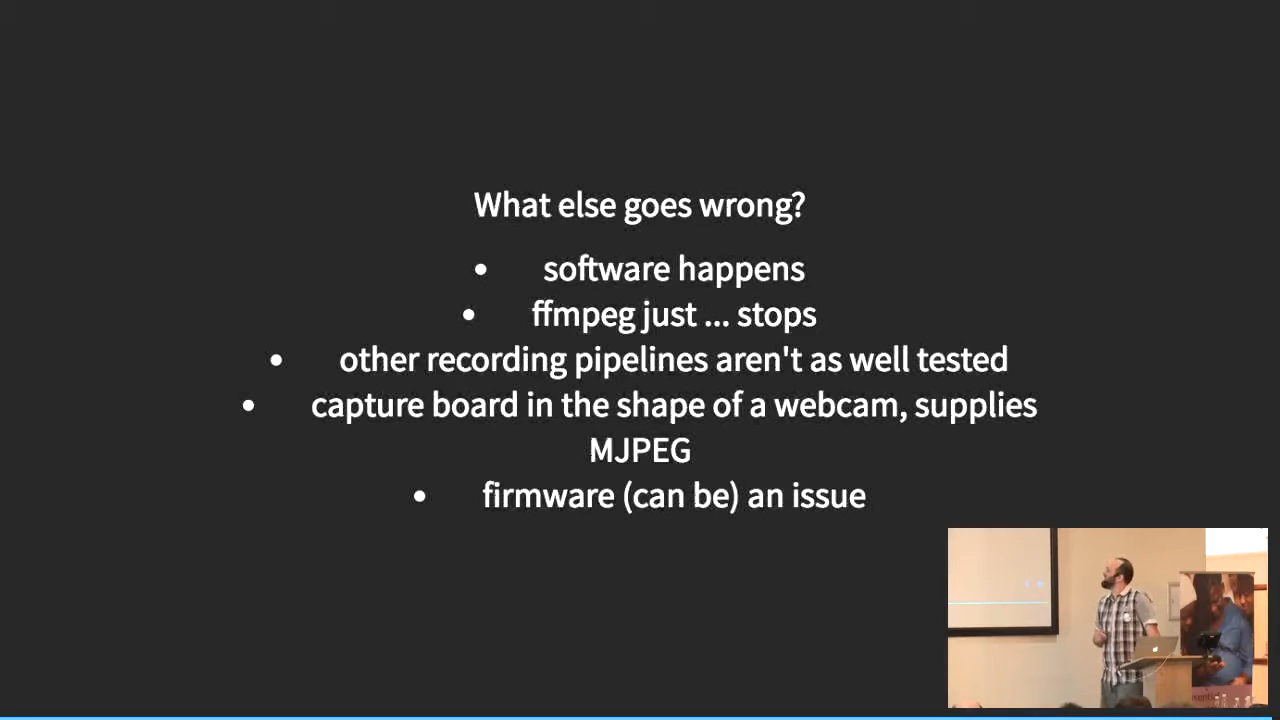 What else goes wrong?
• software happens
• ffmpeg just ... stops
• other recording pipelines aren't as well tested
• capture board in the shape of a webcam, supplies
MJPEG
• firmware (can be) an issue